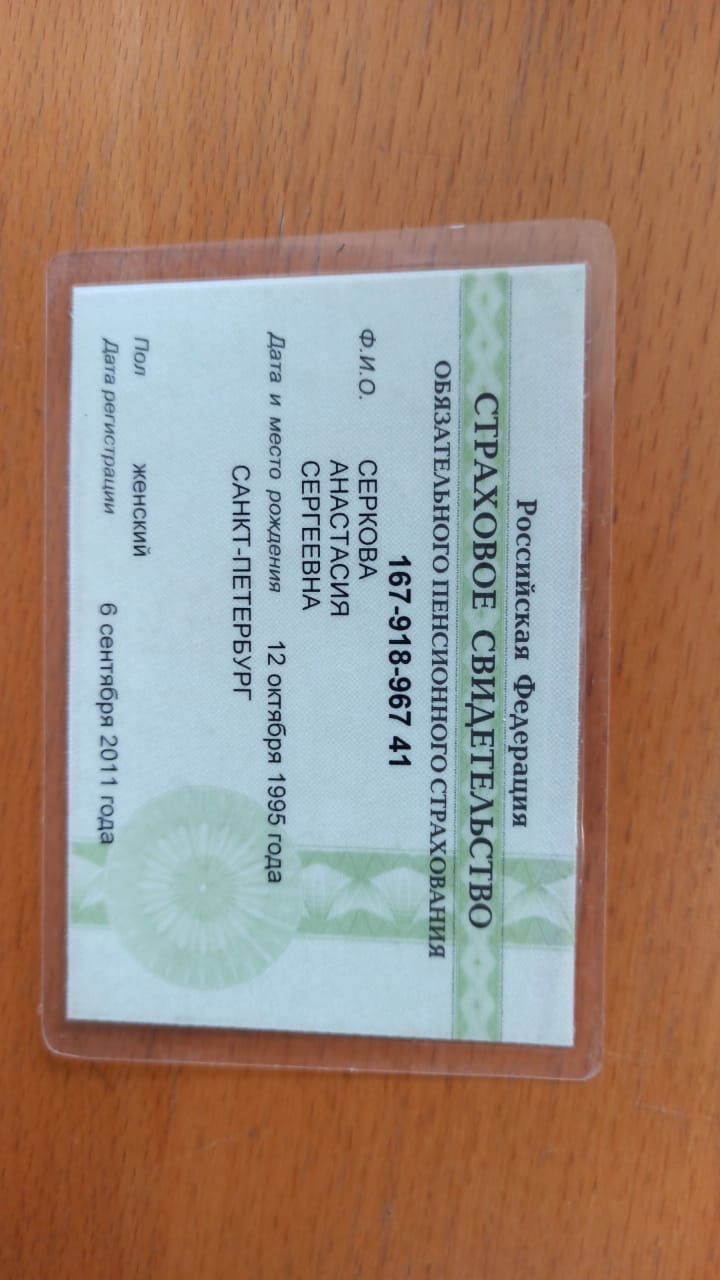 Российская Федерация
СТРАХОВОЕ СВИДЕТЕЛЬСТВО
ОБЯЗАТЕЛЬНОГО ПЕНСИОННОГО СТРАХОВАНИЯ
167-918-967 41
Ф.И.О. СЕРКОВА
АНАСТАСИЯ
СЕРГЕЕВНА
Дата и место рождения 12 октября 1995 года
САНКТ-ПЕТЕРБУРГ
Пол женский
Дата регистрации 6 сентября 2011 года